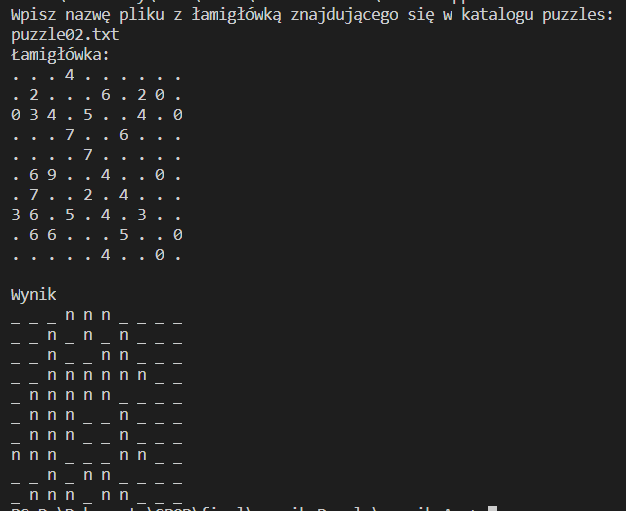 Wpisz nazwę pliku z łamigłówką znajdującego się w katalogu puzzles:
puzzle02.txt
Łamigłówka:
. . . 4 . . . . . .
. 2 . . . 6 . 2 0 .
0 3 4 . 5 . . 4 . 0
. . . 7 . . 6 . . .
. . . . 7 . . . . .
. 6 9 . . 4 . . 0 .
. 7 . . 2 . 4 . . .
3 6 . 5 . 4 . 3 . .
. 6 6 . . . 5 . . 0
. . . . . 4 . . 0 .
Wynik
_ _ _ n n n _ _ _ _
_ _ n _ n _ n _ _ _
_ _ n _ _ n n _ _ _
_ _ n n n n n n _ _
_ n n n n n _ _ _ _
_ n n n _ _ n _ _ _
_ n n n _ _ n _ _ _
n n n _ _ _ n n _ _
_ _ n _ n n _ _ _ _
_ n n n _ n n n _ _